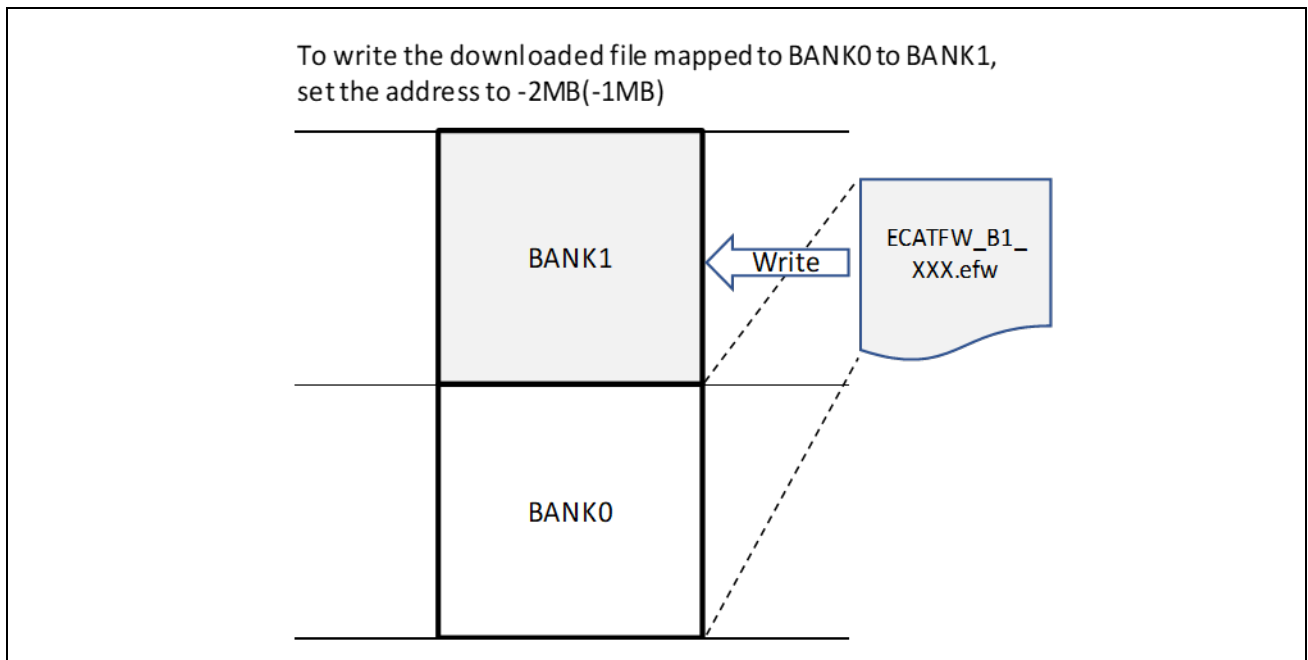 To write the downloaded file mapped to BANK0 to BANK1,
set the address to -2MB(-1MB)
BANK1
Write
ECATFW_B1_
XXX.efw
BANK0